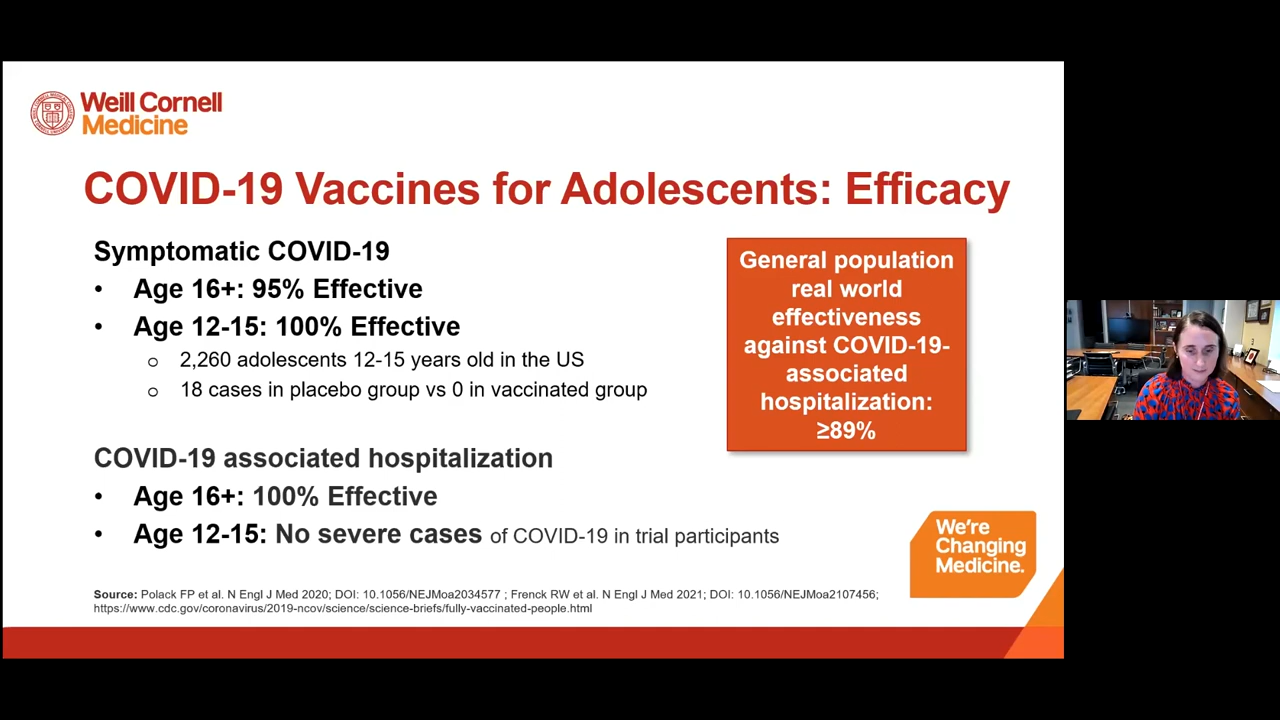 Weill Cornell
Medicine
COVID-19 Vaccines for Adolescents: Efficacy
Symptomatic COVID-19
• Age 16+: 95% Effective
• Age 12-15: 100% Effective
o 2,260 adolescents 12-15 years old in the US
o 18 cases in placebo group vs 0 in vaccinated group
COVID-19 associated hospitalization
• Age 16+: 100% Effective
• Age 12-15: No severe cases of COVID-19 in trial participants
General population
real world
effectiveness
against COVID-19-
associated
hospitalization:
≥89%
We're
Changing
Medicine.
Source: Polack FP et al. N Engl J Med 2020; DOI: 10.1056/NEJMoa2034577 ; Frenck RW et al. N Engl J Med 2021; DOI: 10.1056/NEJMoa2107456;
https://www.cdc.gov/coronavirus/2019-ncov/science/science-briefs/fully-vaccinated-people.html